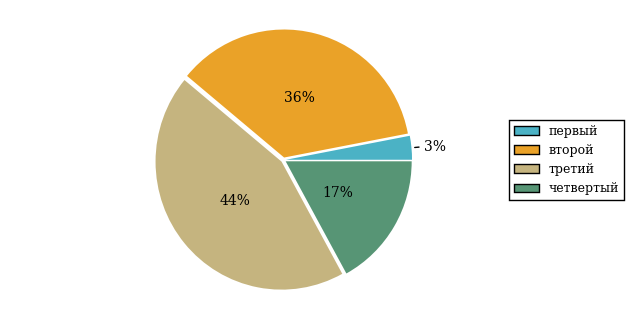 36%
3%
17%
44%
первый
второй
третий
четвертый